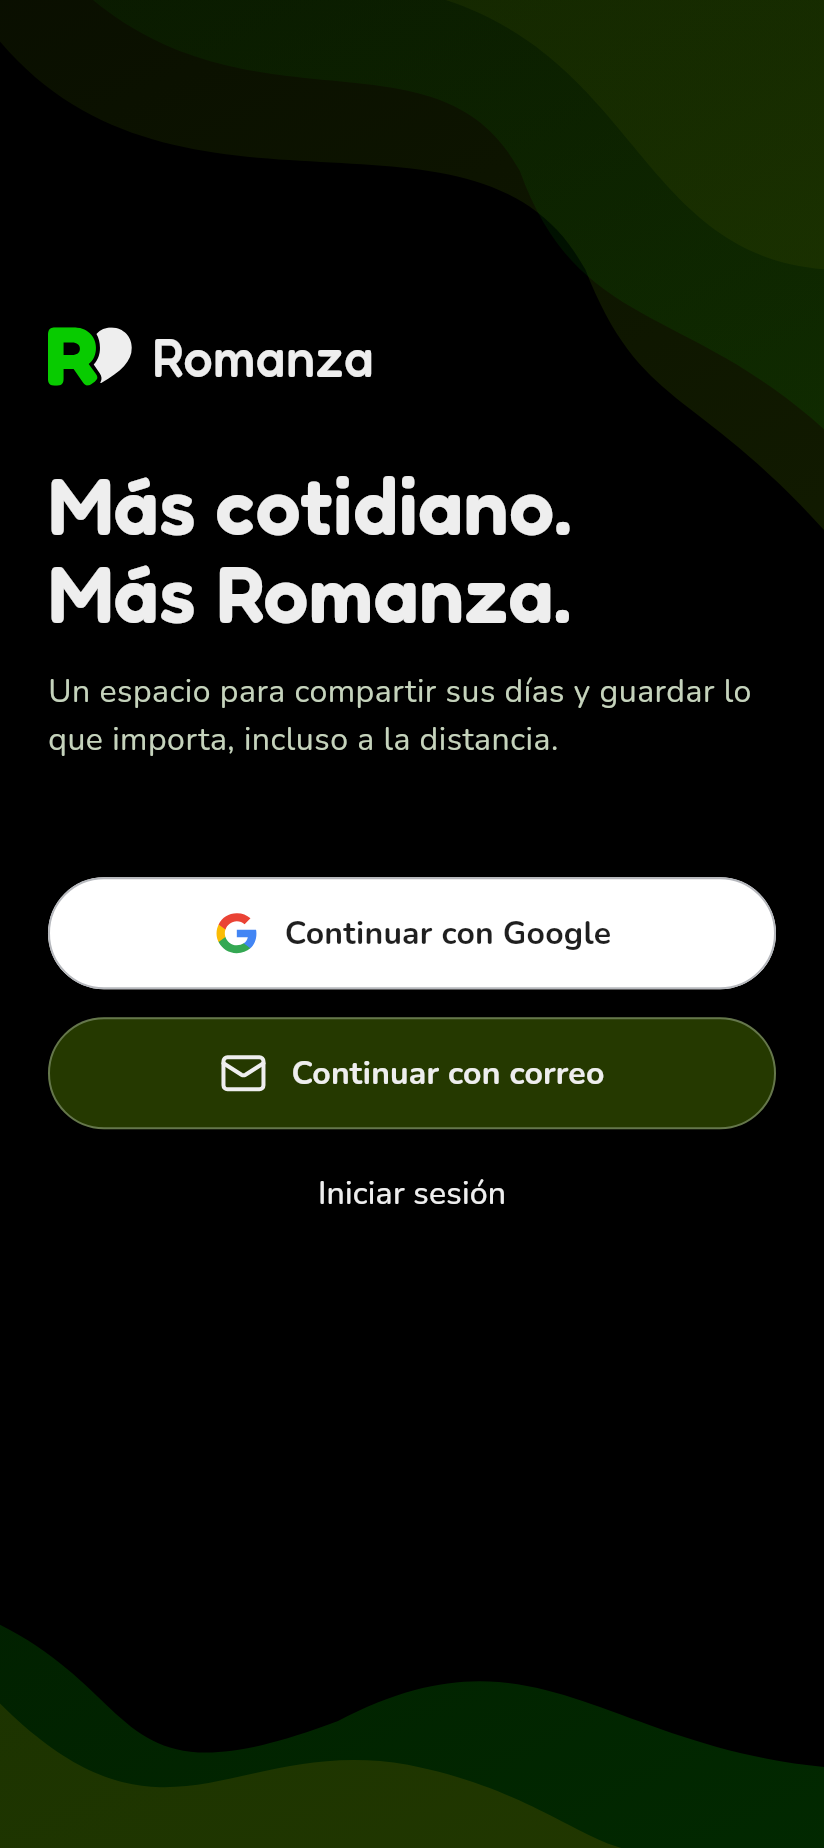 Romanza
Más cotidiano.
Más Romanza.
Un espacio para compartir sus días y guardar lo
que importa, incluso a la distancia.
Continuar con Google
Continuar con correo
Iniciar sesión